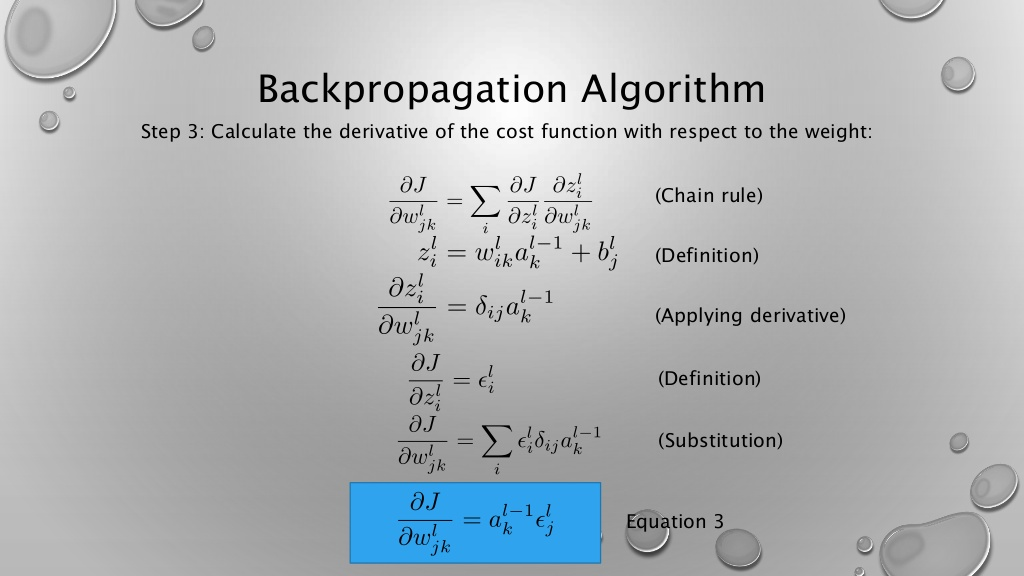 Backpropagation Algorithm
Step 3: Calculate the derivative of the cost function with respect to the weight:
∂J/∂w^l_{jk} = ∑_i ∂J/∂z^l_i ∂z^l_i/∂w^l_{jk} (Chain rule)
z^l_i = w^l_{ik} a^{l−1}_k + b^l_j (Definition)
∂z^l_i/∂w^l_{jk} = δ_{ij} a^{l−1}_k (Applying derivative)
∂J/∂z^l_i = ϵ^l_i (Definition)
∂J/∂w^l_{jk} = ∑_i ϵ^l_i δ_{ij} a^{l−1}_k (Substitution)
∂J/∂w^l_{jk} = a^{l−1}_k ϵ^l_j Equation 3